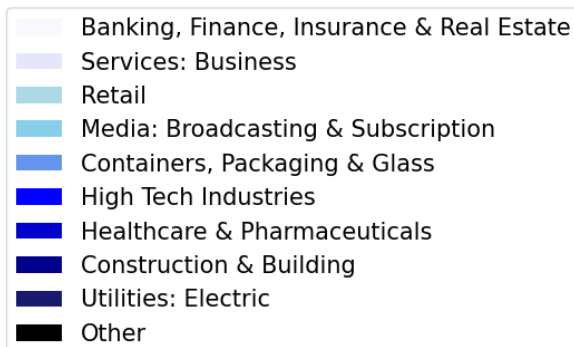 Banking, Finance, Insurance & Real Estate
Services: Business
Retail
Media: Broadcasting & Subscription
Containers, Packaging & Glass
High Tech Industries
Healthcare & Pharmaceuticals
Construction & Building
Utilities: Electric
Other